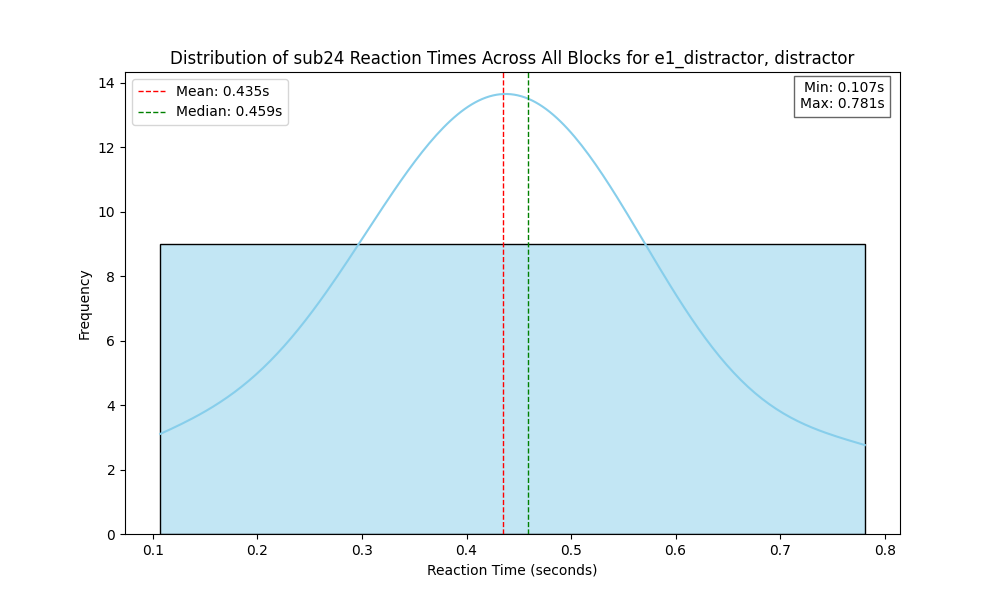 Distribution of sub24 Reaction Times Across All Blocks for e1_distractor, distractor
Mean: 0.435s
Median: 0.459s
Min: 0.107s
Max: 0.781s
Frequency
14
12
10
8
6
4
2
0
0.1 0.2 0.3 0.4 0.5 0.6 0.7 0.8
Reaction Time (seconds)